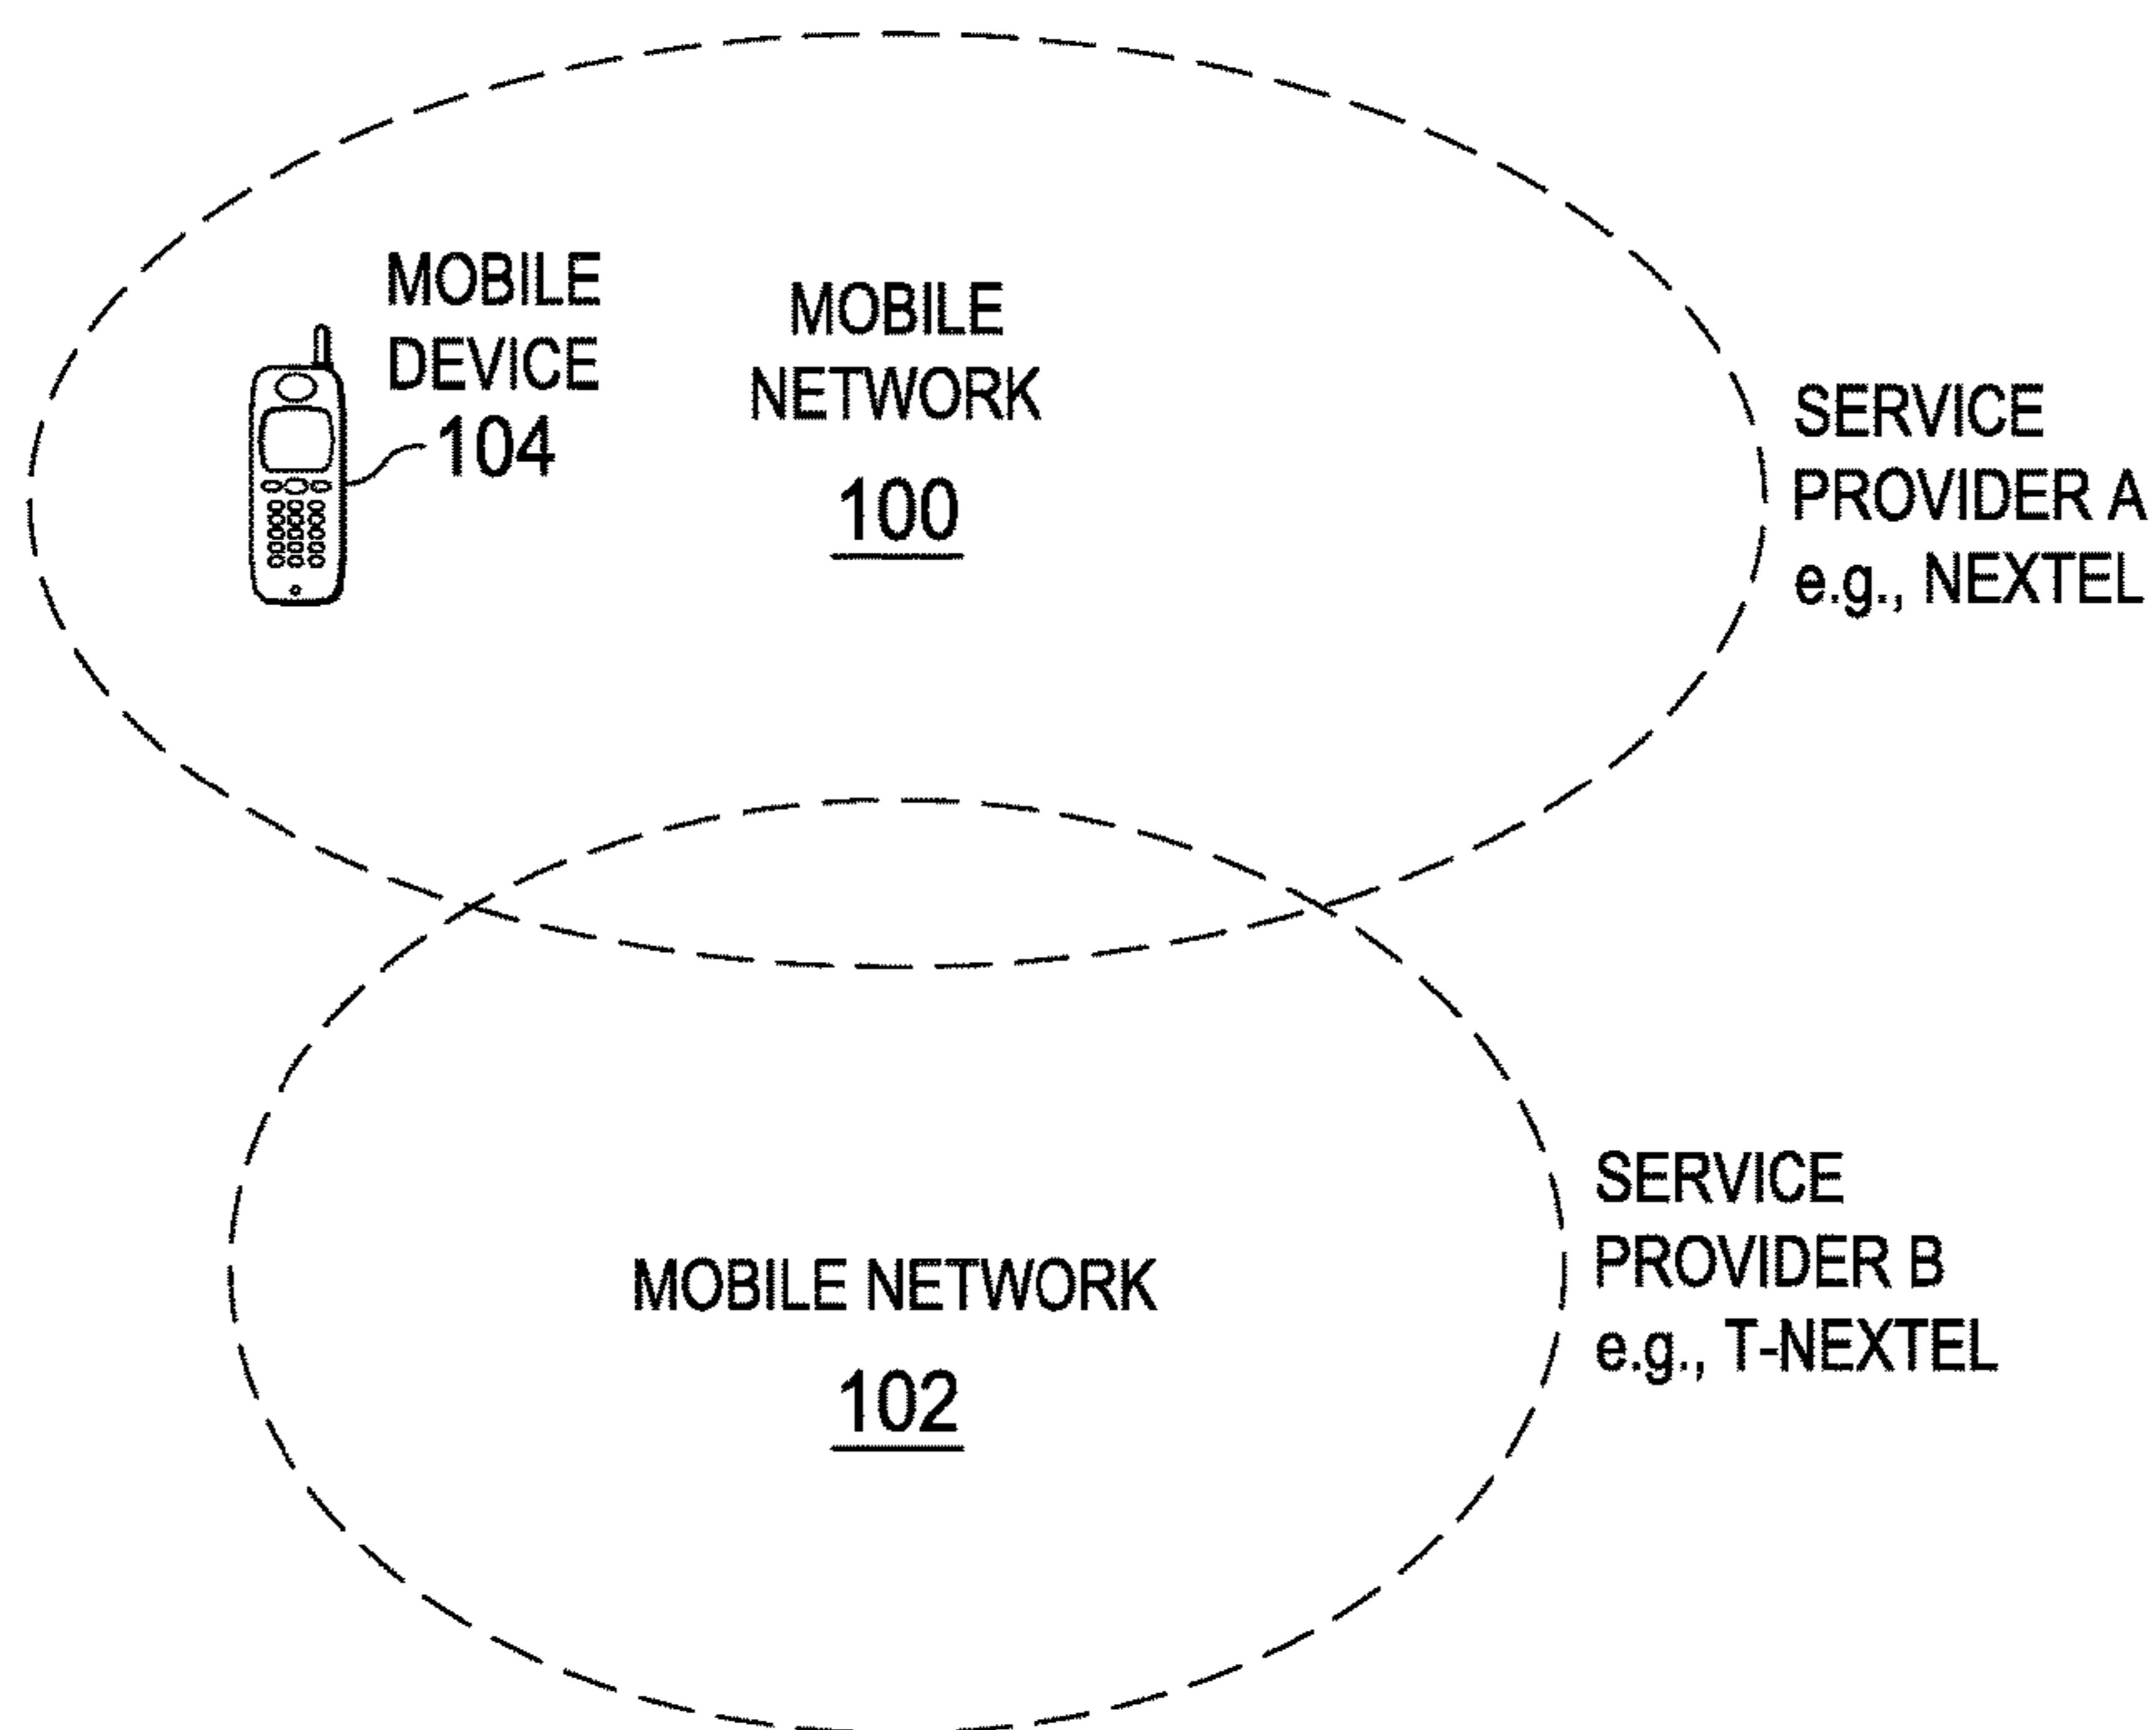 MOBILE
DEVICE
104
MOBILE
NETWORK
100
SERVICE
PROVIDER A
e.g., NEXTEL
MOBILE NETWORK
102
SERVICE
PROVIDER B
e.g., T-NEXTEL